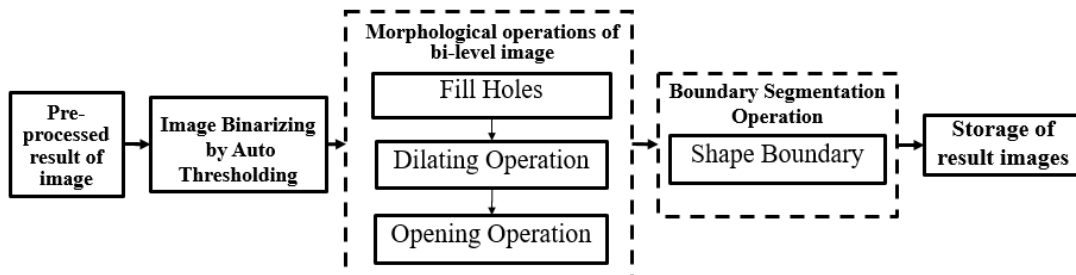 Pre-
processed
result of
image
Image Binarizing
by Auto
Thresholding
Morphological operations of
bi-level image
Fill Holes
Dilating Operation
Opening Operation
Boundary Segmentation
Operation
Shape Boundary
Storage of
result images